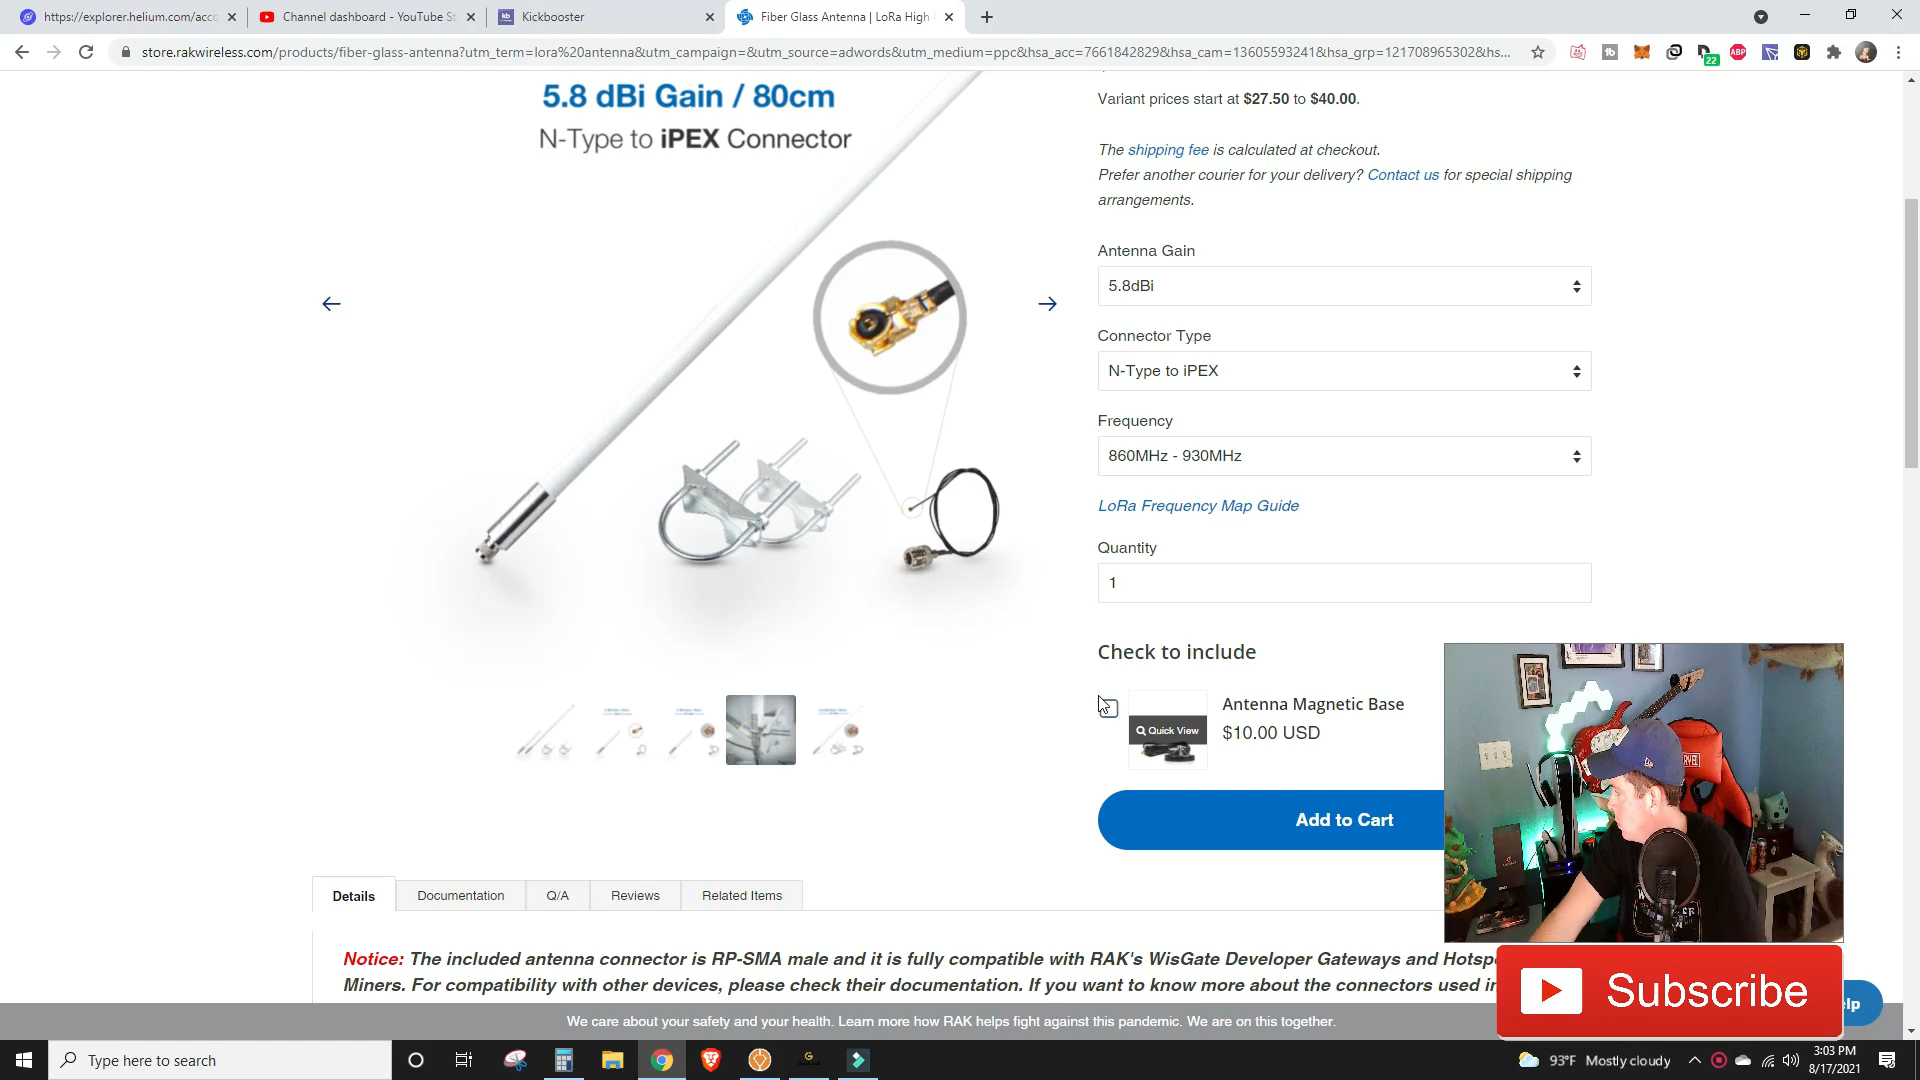 https://explorer.helium.com/acco
Channel dashboard - YouTube St
Kickbooster
Fiber Glass Antenna | LoRa High
store.rakwireless.com/products/fiber-glass-antenna?utm_term=lora%20antenna&utm_campaign=&utm_source=adwords&utm_medium=ppc&hsa_acc=7661842829&hsa_cam=13605593241&hsa_grp=121708965302&hs...
22
ABP
5.8 dBi Gain / 80cm
N-Type to iPEX Connector
Variant prices start at $27.50 to $40.00.
The shipping fee is calculated at checkout.
Prefer another courier for your delivery? Contact us for special shipping
arrangements.
Antenna Gain
5.8dBi
Connector Type
N-Type to iPEX
Frequency
860MHz - 930MHz
LoRa Frequency Map Guide
Quantity
1
Check to include
Antenna Magnetic Base
Quick View
$10.00 USD
Add to Cart
Details
Documentation
Q/A
Reviews
Related Items
Notice: The included antenna connector is RP-SMA male and it is fully compatible with RAK's WisGate Developer Gateways and Hotsp
Miners. For compatibility with other devices, please check their documentation. If you want to know more about the connectors used in
Subscribe
lp
We care about your safety and your health. Learn more how RAK helps fight against this pandemic. We are on this together.
Type here to search
93°F Mostly cloudy
3:03 PM
8/17/2021